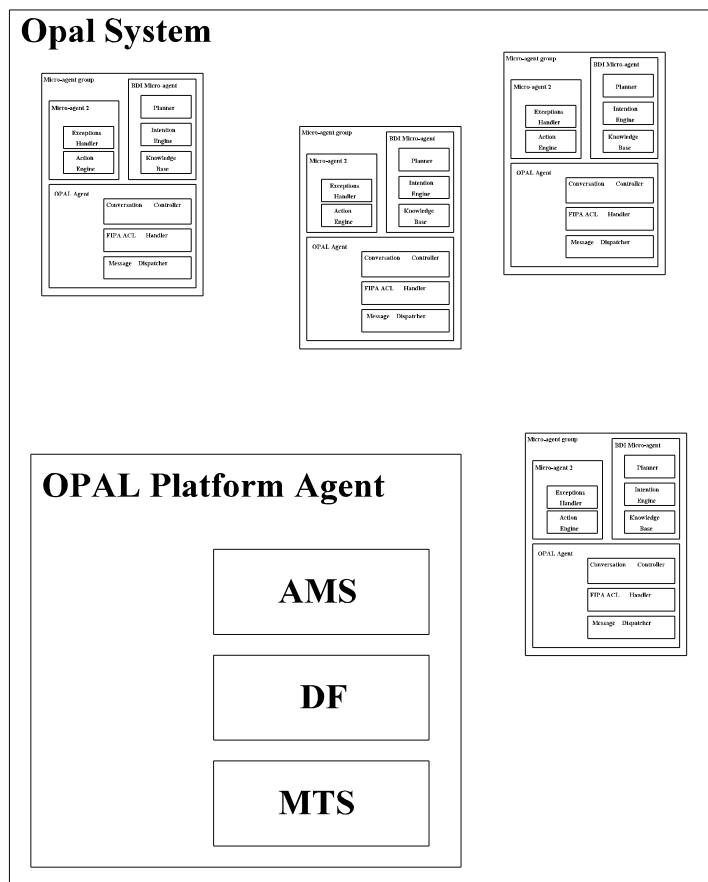 Opal System
Micro-agent group
BDI Micro-agent
Planner
Micro-agent 2
Exceptions
Handler
Intention
Engine
Action
Engine
Knowledge
Base
OPAL Agent
Conversation Controller
FIPA ACL Handler
Message Dispatcher
Micro-agent group
BDI Micro-agent
Planner
Micro-agent 2
Exceptions
Handler
Intention
Engine
Action
Engine
Knowledge
Base
OPAL Agent
Conversation Controller
FIPA ACL Handler
Message Dispatcher
Micro-agent group
BDI Micro-agent
Planner
Micro-agent 2
Exceptions
Handler
Intention
Engine
Action
Engine
Knowledge
Base
OPAL Agent
Conversation Controller
FIPA ACL Handler
Message Dispatcher
OPAL Platform Agent
AMS
DF
MTS
Micro-agent group
BDI Micro-agent
Planner
Micro-agent 2
Exceptions
Handler
Intention
Engine
Action
Engine
Knowledge
Base
OPAL Agent
Conversation Controller
FIPA ACL Handler
Message Dispatcher